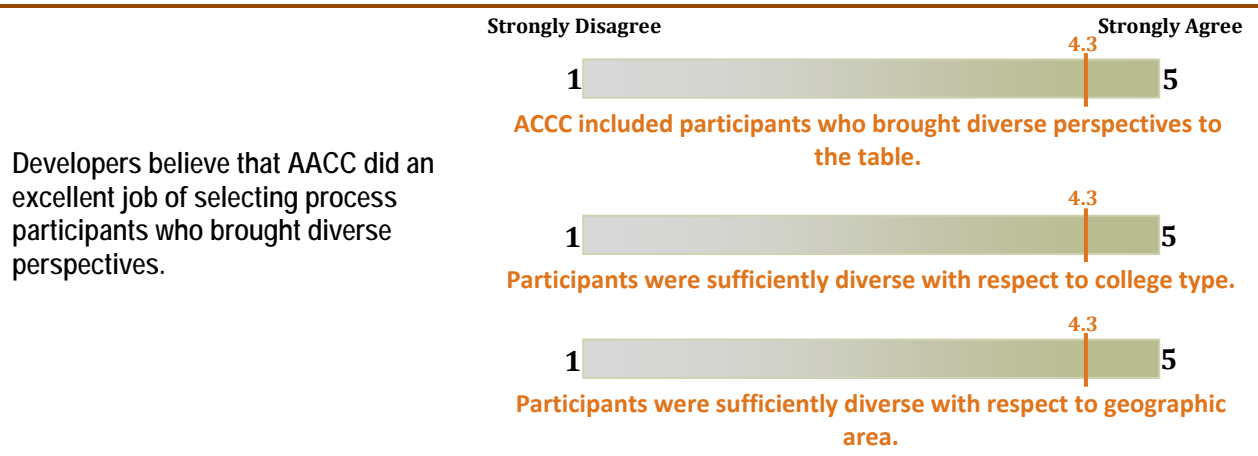 Strongly Disagree
Strongly Agree
4.3
1
5
ACCC included participants who brought diverse perspectives to
the table.
Developers believe that AACC did an
excellent job of selecting process
participants who brought diverse
perspectives.
4.3
1
5
Participants were sufficiently diverse with respect to college type.
4.3
1
5
Participants were sufficiently diverse with respect to geographic
area.